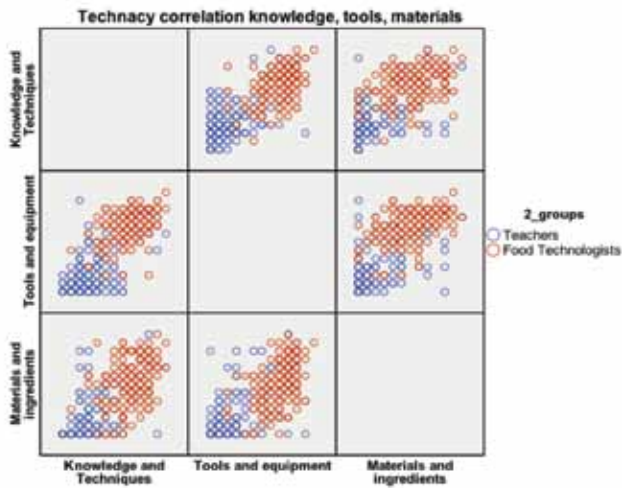 Technacy correlation knowledge, tools, materials
Knowledge and
Techniques
Tools and equipment
Materials and
ingredients
2_groups
Teachers
Food Technologists
Knowledge and
Techniques
Tools and equipment
Materials and
ingredients